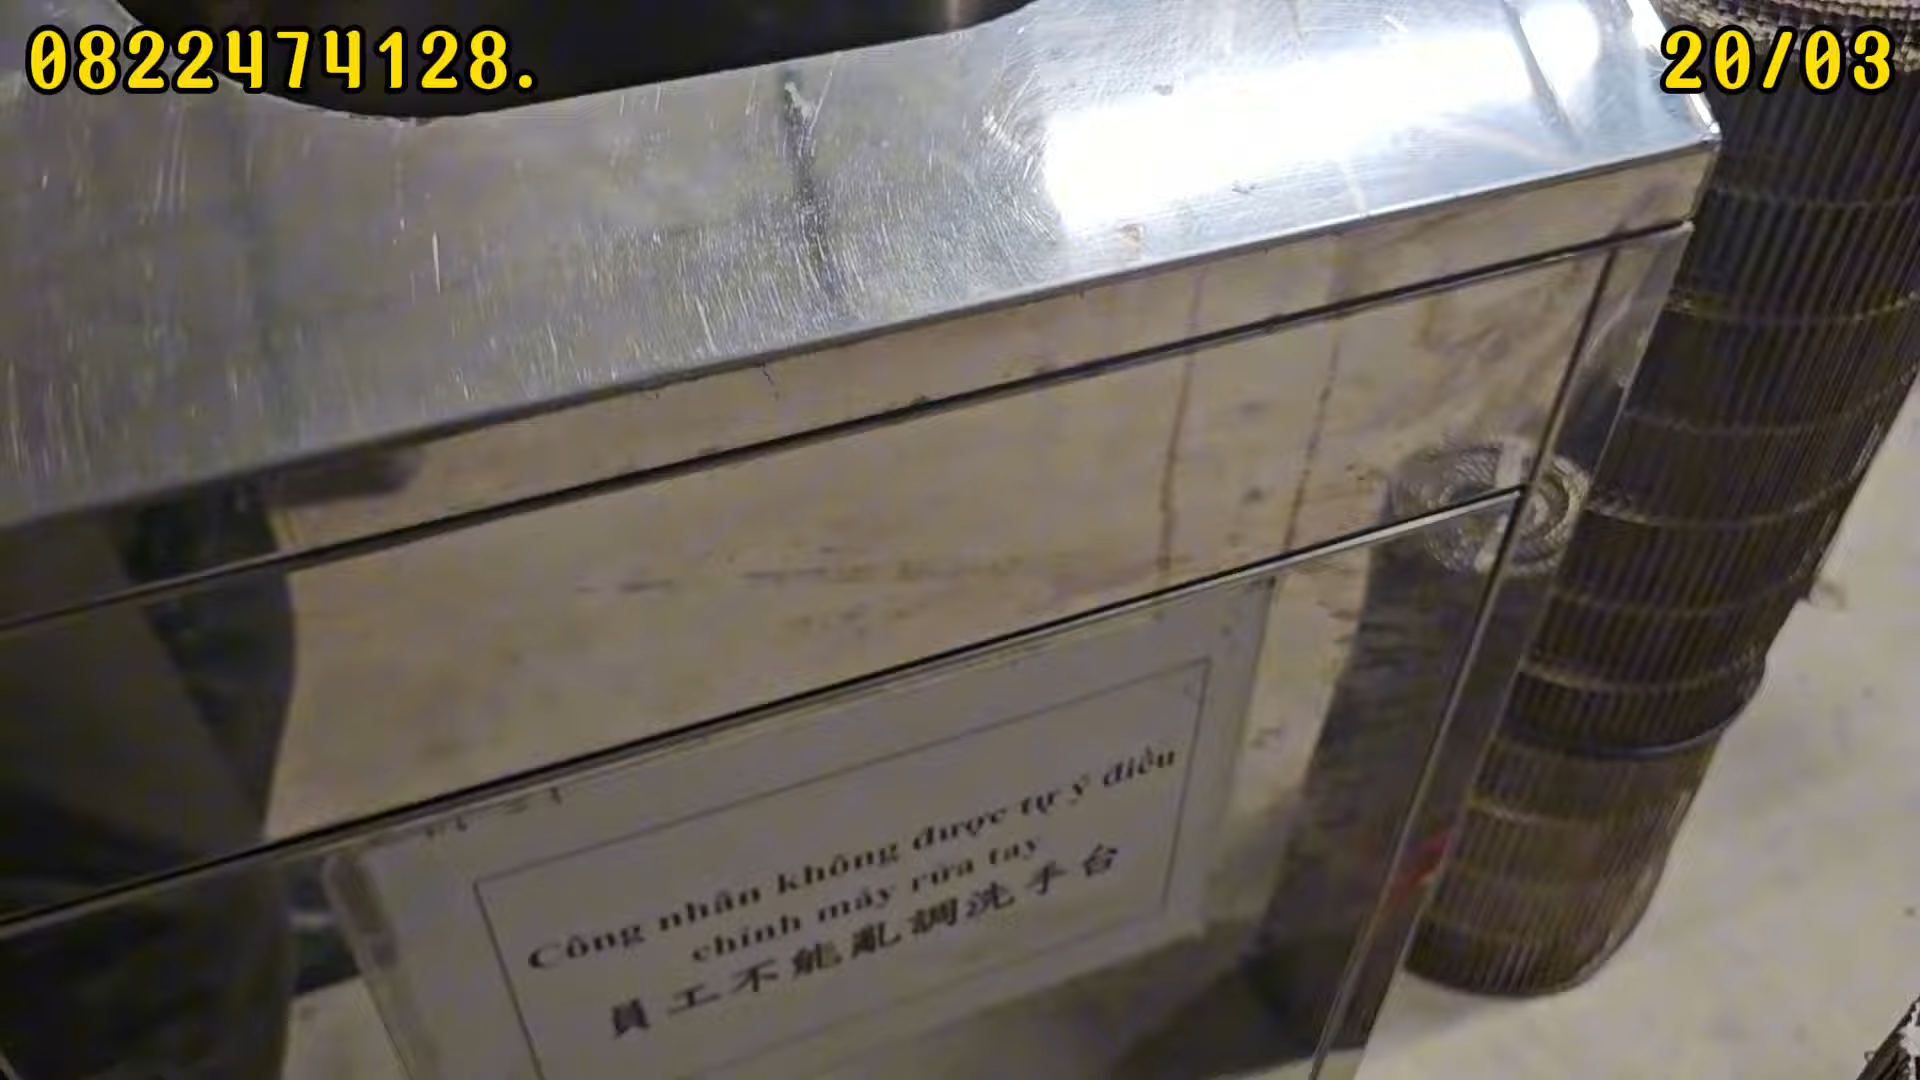 0822474128.
20/03
Công nhân không được tự ý điều
chỉnh máy rửa tay
員工不能亂調洗手台